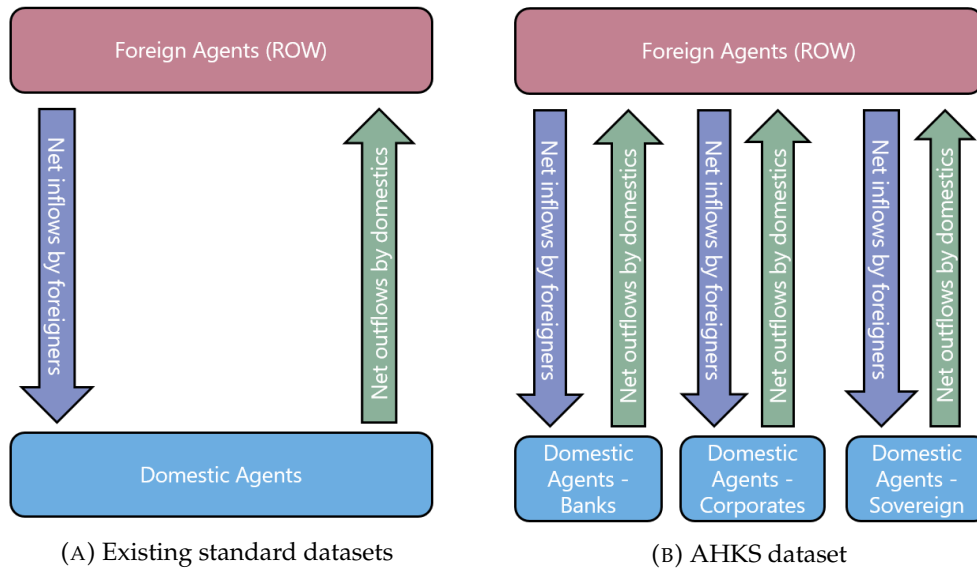 Foreign Agents (ROW)
Net inflows by foreigners
Net outflows by domestics
Domestic Agents
(A) Existing standard datasets
Foreign Agents (ROW)
Net inflows by foreigners
Net outflows by domestics
Net inflows by foreigners
Net outflows by domestics
Net inflows by foreigners
Net outflows by domestics
Domestic
Agents -
Banks
Domestic
Agents -
Corporates
Domestic
Agents -
Sovereign
(B) AHKS dataset